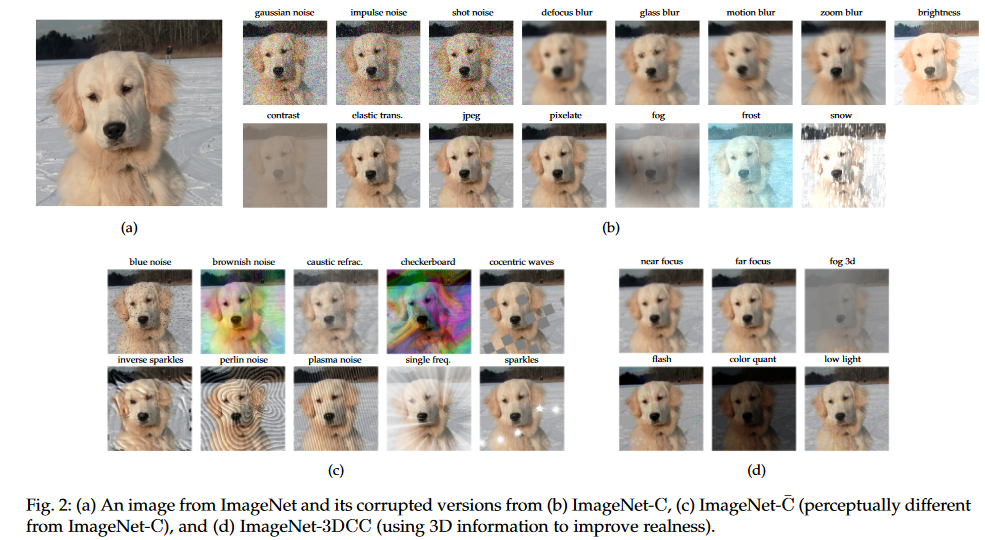 gaussian noise impulse noise shot noise defocus blur glass blur motion blur zoom blur brightness
contrast elastic trans. jpeg pixelate fog frost snow
(a) (b)
blue noise brownish noise caustic refrac. checkerboard cocentric waves near focus far focus fog 3d
inverse sparkles perlin noise plasma noise single freq. sparkles flash color quant low light
(c) (d)
Fig. 2: (a) An image from ImageNet and its corrupted versions from (b) ImageNet-C, (c) ImageNet-C̄ (perceptually different
from ImageNet-C), and (d) ImageNet-3DCC (using 3D information to improve realness).